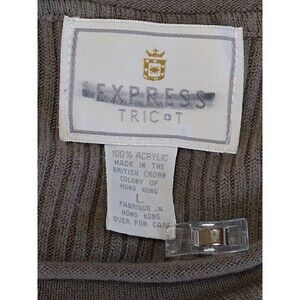 EXPRESS
TRICOT
100% ACRYLIC
MADE IN THE
BRITISH CROWN
COLONY OF
HONG KONG
L
FABRIQUE A
HONG KONG
OVER FOR CARE